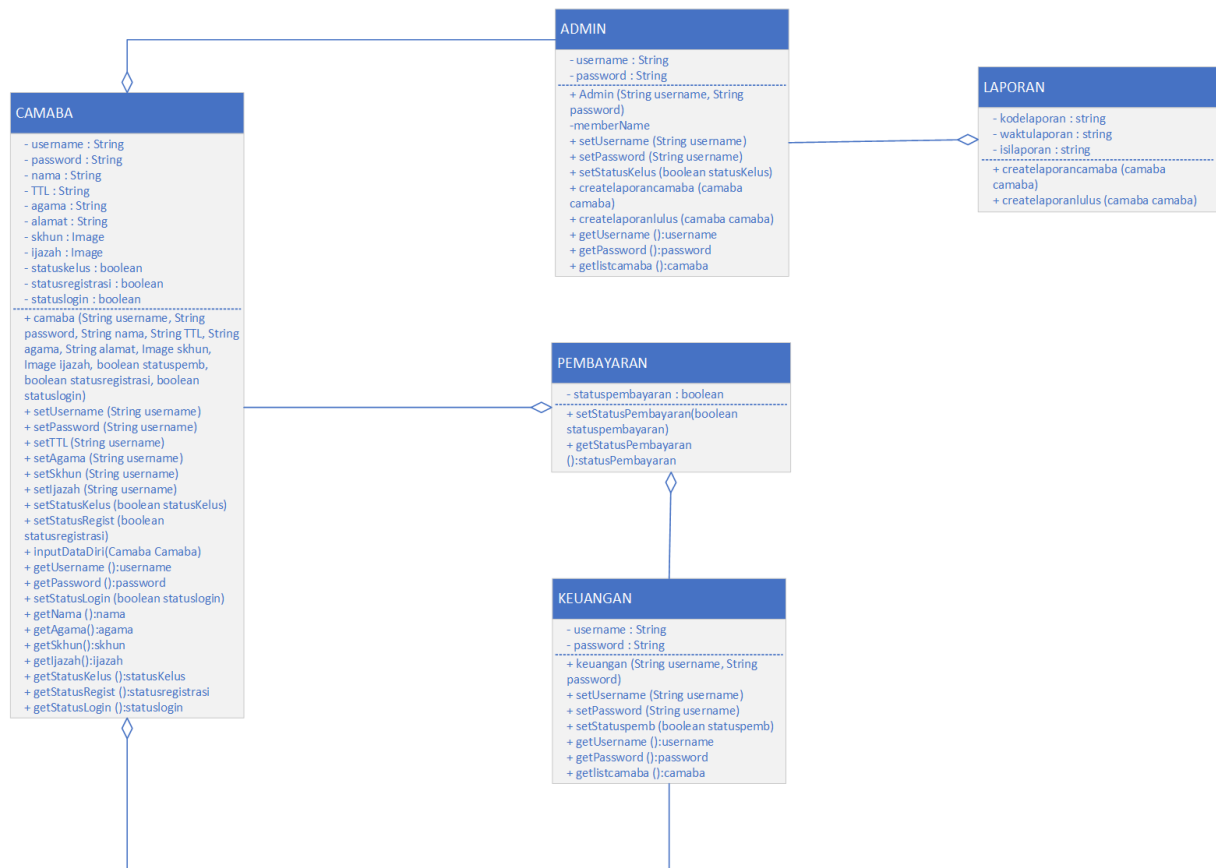 ADMIN
- username : String
- password : String
+ Admin (String username, String
password)
-memberName
+ setUsername (String username)
+ setPassword (String username)
+ setStatusKelus (boolean statusKelus)
+ createlaporancamaba (camaba
camaba)
+ createlaporanlulus (camaba camaba)
+ getUsername ():username
+ getPassword ():password
+ getlistcamaba ():camaba
LAPORAN
- kodelaporan : string
- waktulaporan : string
- isilaporan : string
+ createlaporancamaba (camaba
camaba)
+ createlaporanlulus (camaba camaba)
CAMABA
- username : String
- password : String
- nama : String
- TTL : String
- agama : String
- alamat : String
- skhun : Image
- ijazah : Image
- statuskelus : boolean
- statusregistrasi : boolean
- statuslogin : boolean
+ camaba (String username, String
password, String nama, String TTL, String
agama, String alamat, Image skhun,
Image ijazah, boolean statuspemb,
boolean statusregistrasi, boolean
statuslogin)
+ setUsername (String username)
+ setPassword (String username)
+ setTTL (String username)
+ setAgama (String username)
+ setSkhun (String username)
+ setIjazah (String username)
+ setStatusKelus (boolean statusKelus)
+ setStatusRegist (boolean
statusregistrasi)
+ inputDataDiri(Camaba Camaba)
+ getUsername ():username
+ getPassword ():password
+ setStatusLogin (boolean statuslogin)
+ getNama ():nama
+ getAgama():agama
+ getSkhun():skhun
+ getIjazah():ijazah
+ getStatusKelus ():statusKelus
+ getStatusRegist ():statusregistrasi
+ getStatusLogin ():statuslogin
PEMBAYARAN
- statuspembayaran : boolean
+ setStatusPembayaran(boolean
statuspembayaran)
+ getStatusPembayaran
():statusPembayaran
KEUANGAN
- username : String
- password : String
+ keuangan (String username, String
password)
+ setUsername (String username)
+ setPassword (String username)
+ setStatuspemb (boolean statuspemb)
+ getUsername ():username
+ getPassword ():password
+ getlistcamaba ():camaba